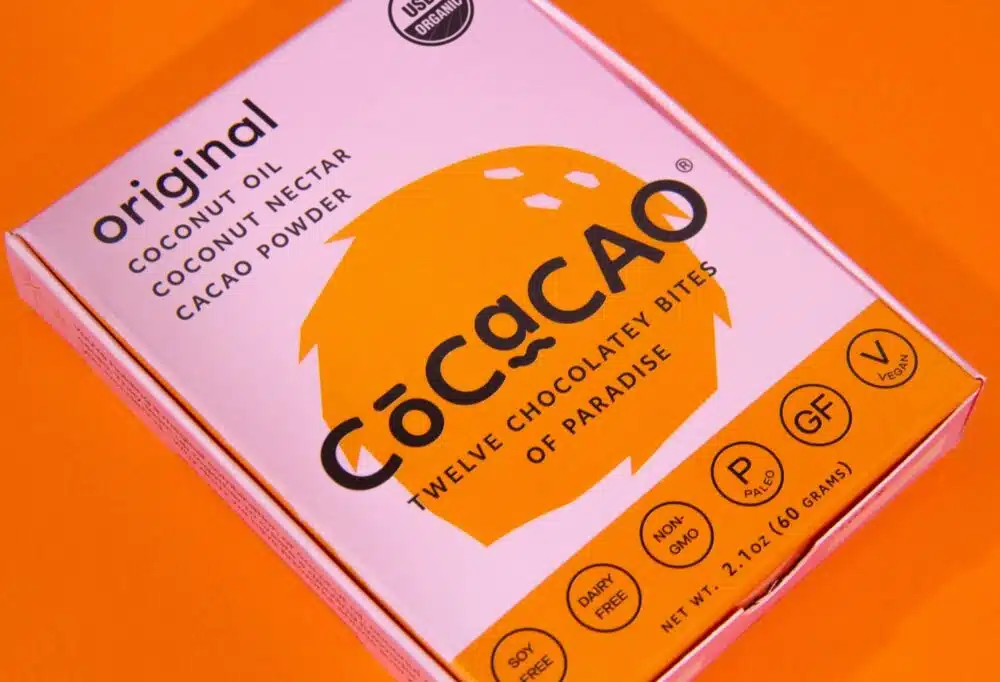 ORGANIC
original
COCONUT OIL
COCONUT NECTAR
CACAO POWDER
CōCaCAO®
TWELVE CHOCOLATEY BITES
OF PARADISE
V
VEGAN
GF
P
PALEO
NON-
GMO
DAIRY
FREE
SOY
FREE
NET WT. 2.1oz (60 GRAMS)